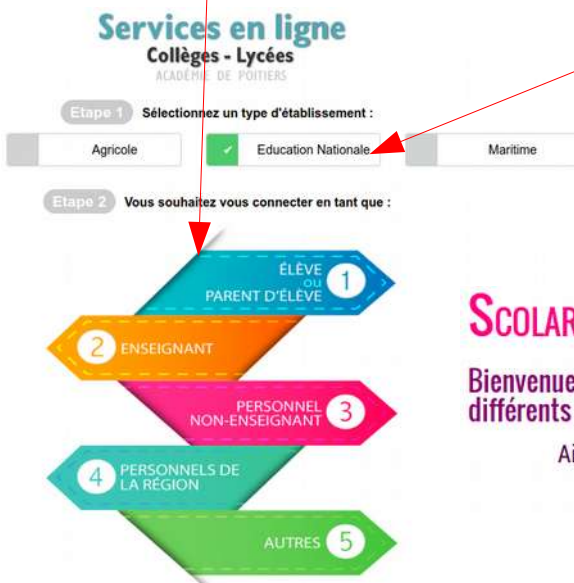 Services en ligne
Collèges - Lycées
ACADÉMIE DE POITIERS
Etape 1 Sélectionnez un type d'établissement :
Agricole
Education Nationale
Maritime
Etape 2 Vous souhaitez vous connecter en tant que :
ÉLÈVE
OU
PARENT D'ÉLÈVE
1
2 ENSEIGNANT
PERSONNEL
NON-ENSEIGNANT
3
4 PERSONNELS DE
LA RÉGION
AUTRES 5
SCOLAR
Bienvenue
différents
Ai